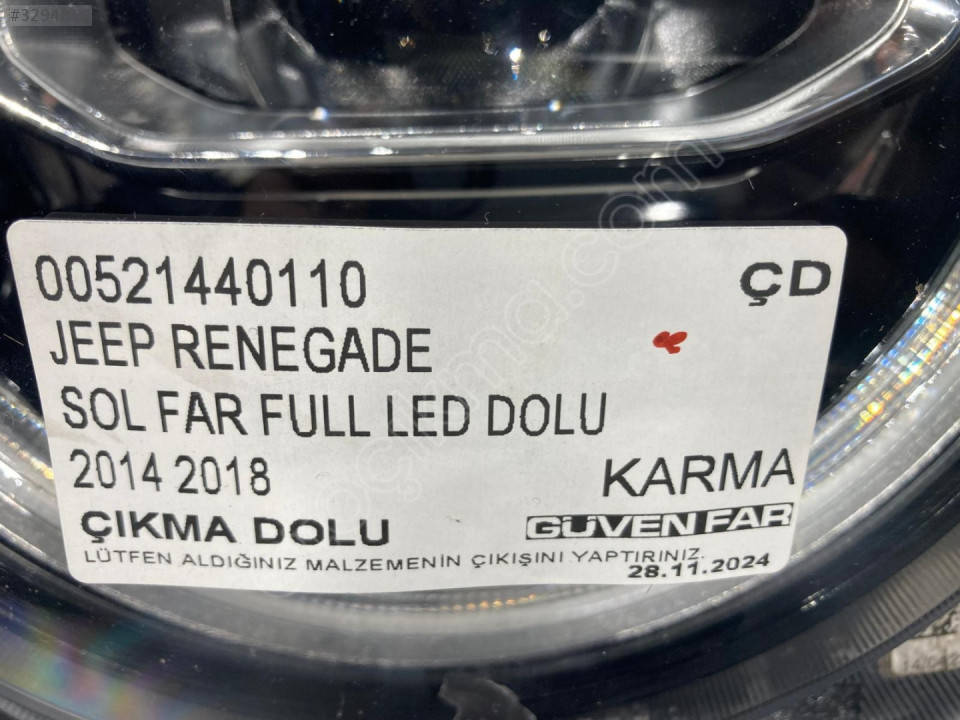 #3294
00521440110 ÇD
JEEP RENEGADE
SOL FAR FULL LED DOLU
2014 2018 KARMA
ÇIKMA DOLU GÜVEN FAR
LÜTFEN ALDIĞINIZ MALZEMENİN ÇIKIŞINI YAPTIRINIZ.
28.11.2024